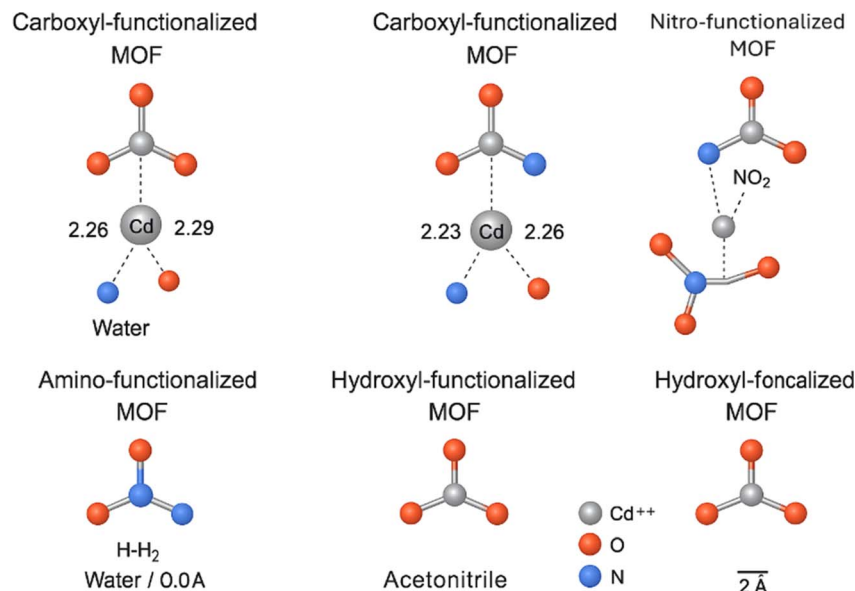 Carboxyl-functionalized
MOF
Cd
2.26
2.29
Water
Carboxyl-functionalized
MOF
Cd
2.23
2.26
Nitro-functionalized
MOF
NO₂
Amino-functionalized
MOF
H-H₂
Water / 0.0A
Hydroxyl-functionalized
MOF
Acetonitrile
Cd⁺⁺
O
N
Hydroxyl-foncalized
MOF
2 Å